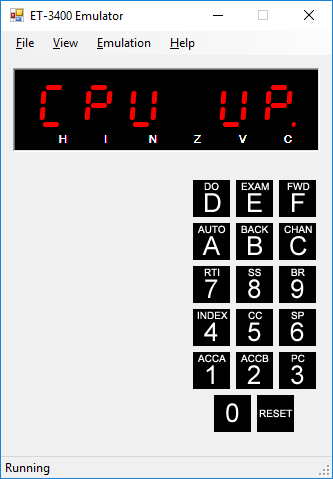 ET-3400 Emulator
File View Emulation Help
CPU UP.
H I N Z V C
DO EXAM FWD
D E F
AUTO BACK CHAN
A B C
RTI SS BR
7 8 9
INDEX CC SP
4 5 6
ACCA ACCB PC
1 2 3
0 RESET
Running